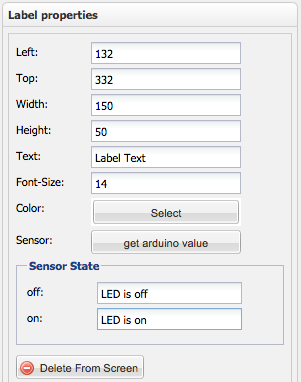 Label properties
Left: 132
Top: 332
Width: 150
Height: 50
Text: Label Text
Font-Size: 14
Color: Select
Sensor: get arduino value
Sensor State
off: LED is off
on: LED is on
Delete From Screen